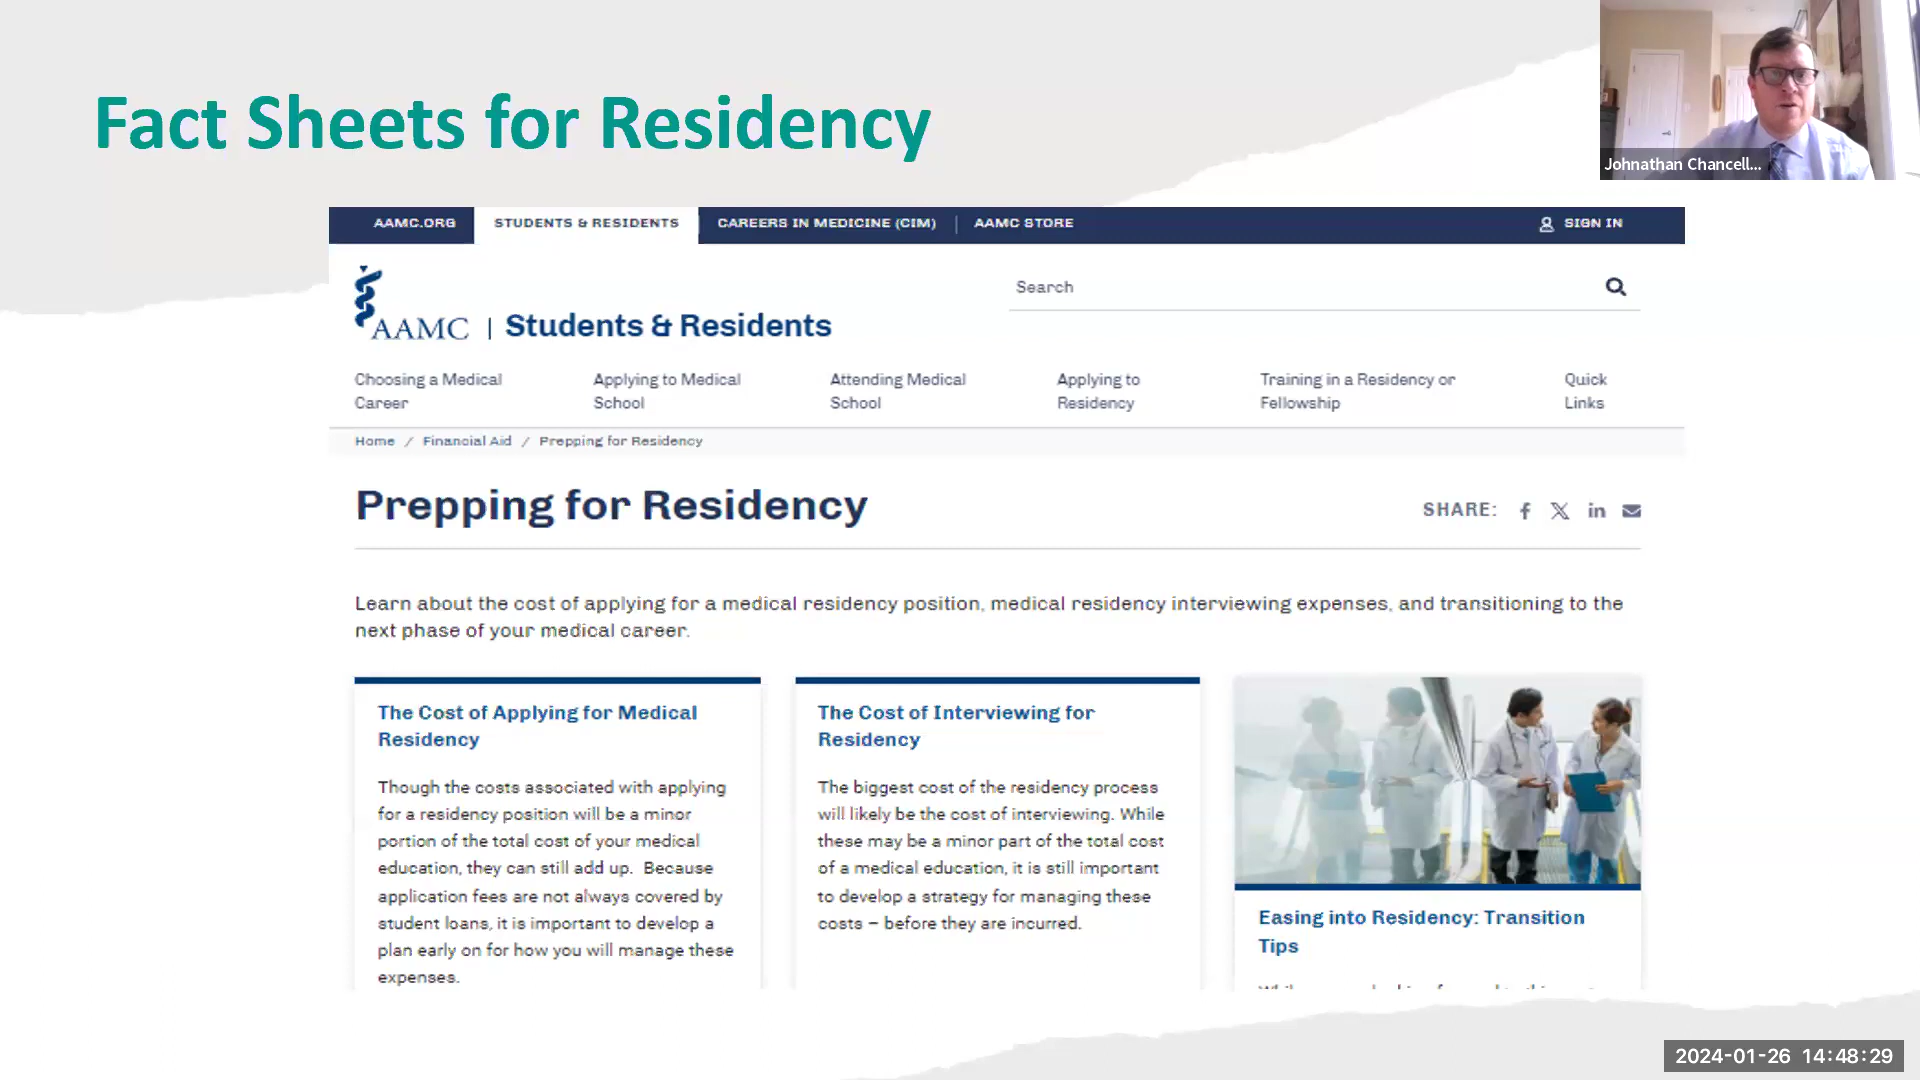 Fact Sheets for Residency
Johnathan Chancell...
AAMC.ORG STUDENTS & RESIDENTS CAREERS IN MEDICINE (CIM) | AAMC STORE SIGN IN
Search
AAMC | Students & Residents
Choosing a Medical
Career
Applying to Medical
School
Attending Medical
School
Applying to
Residency
Training in a Residency or
Fellowship
Quick
Links
Home / Financial Aid / Prepping for Residency
Prepping for Residency
SHARE:
Learn about the cost of applying for a medical residency position, medical residency interviewing expenses, and transitioning to the
next phase of your medical career.
The Cost of Applying for Medical
Residency
Though the costs associated with applying
for a residency position will be a minor
portion of the total cost of your medical
education, they can still add up. Because
application fees are not always covered by
student loans, it is important to develop a
plan early on for how you will manage these
expenses.
The Cost of Interviewing for
Residency
The biggest cost of the residency process
will likely be the cost of interviewing. While
these may be a minor part of the total cost
of a medical education, it is still important
to develop a strategy for managing these
costs – before they are incurred.
Easing into Residency: Transition
Tips
2024-01-26 14:48:29